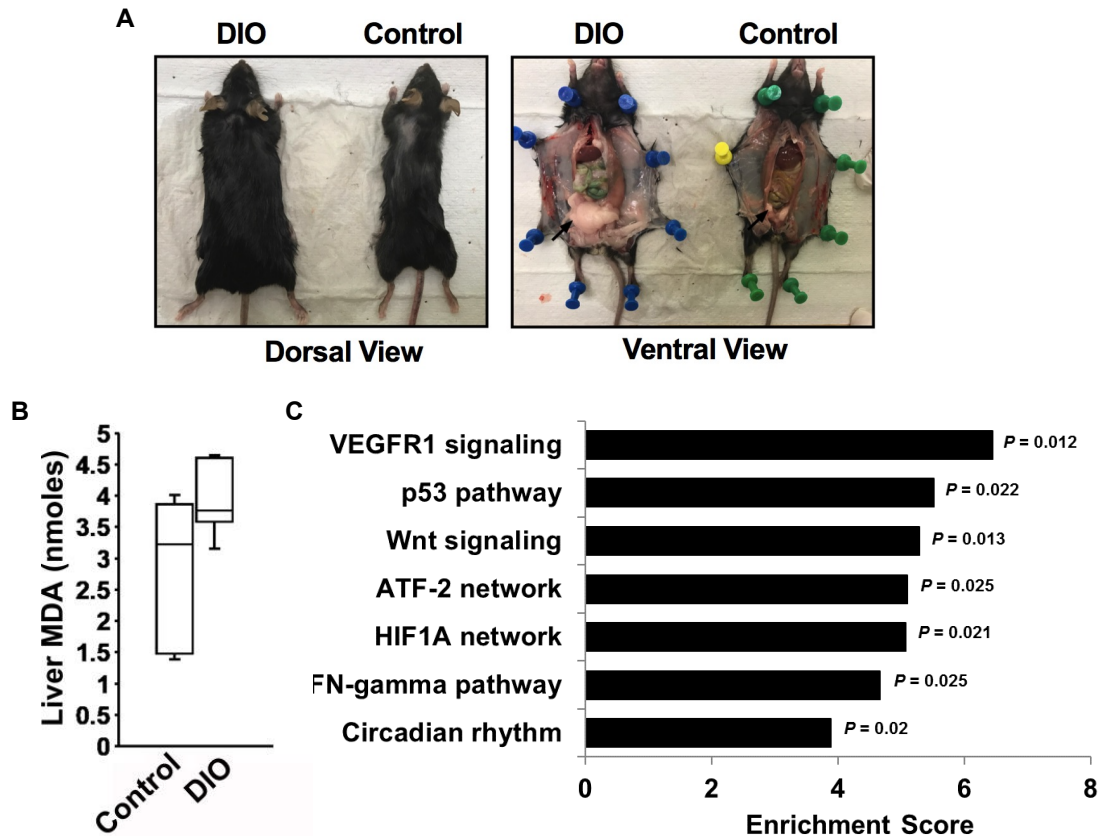 A
DIO Control DIO Control
Dorsal View Ventral View
B
Liver MDA (nmoles)
5
4.5
4
3.5
3
2.5
2
1.5
1
0.5
0
Control DIO
C
VEGFR1 signaling P = 0.012
p53 pathway P = 0.022
Wnt signaling P = 0.013
ATF-2 network P = 0.025
HIF1A network P = 0.021
FN-gamma pathway P = 0.025
Circadian rhythm P = 0.02
0 2 4 6 8
Enrichment Score